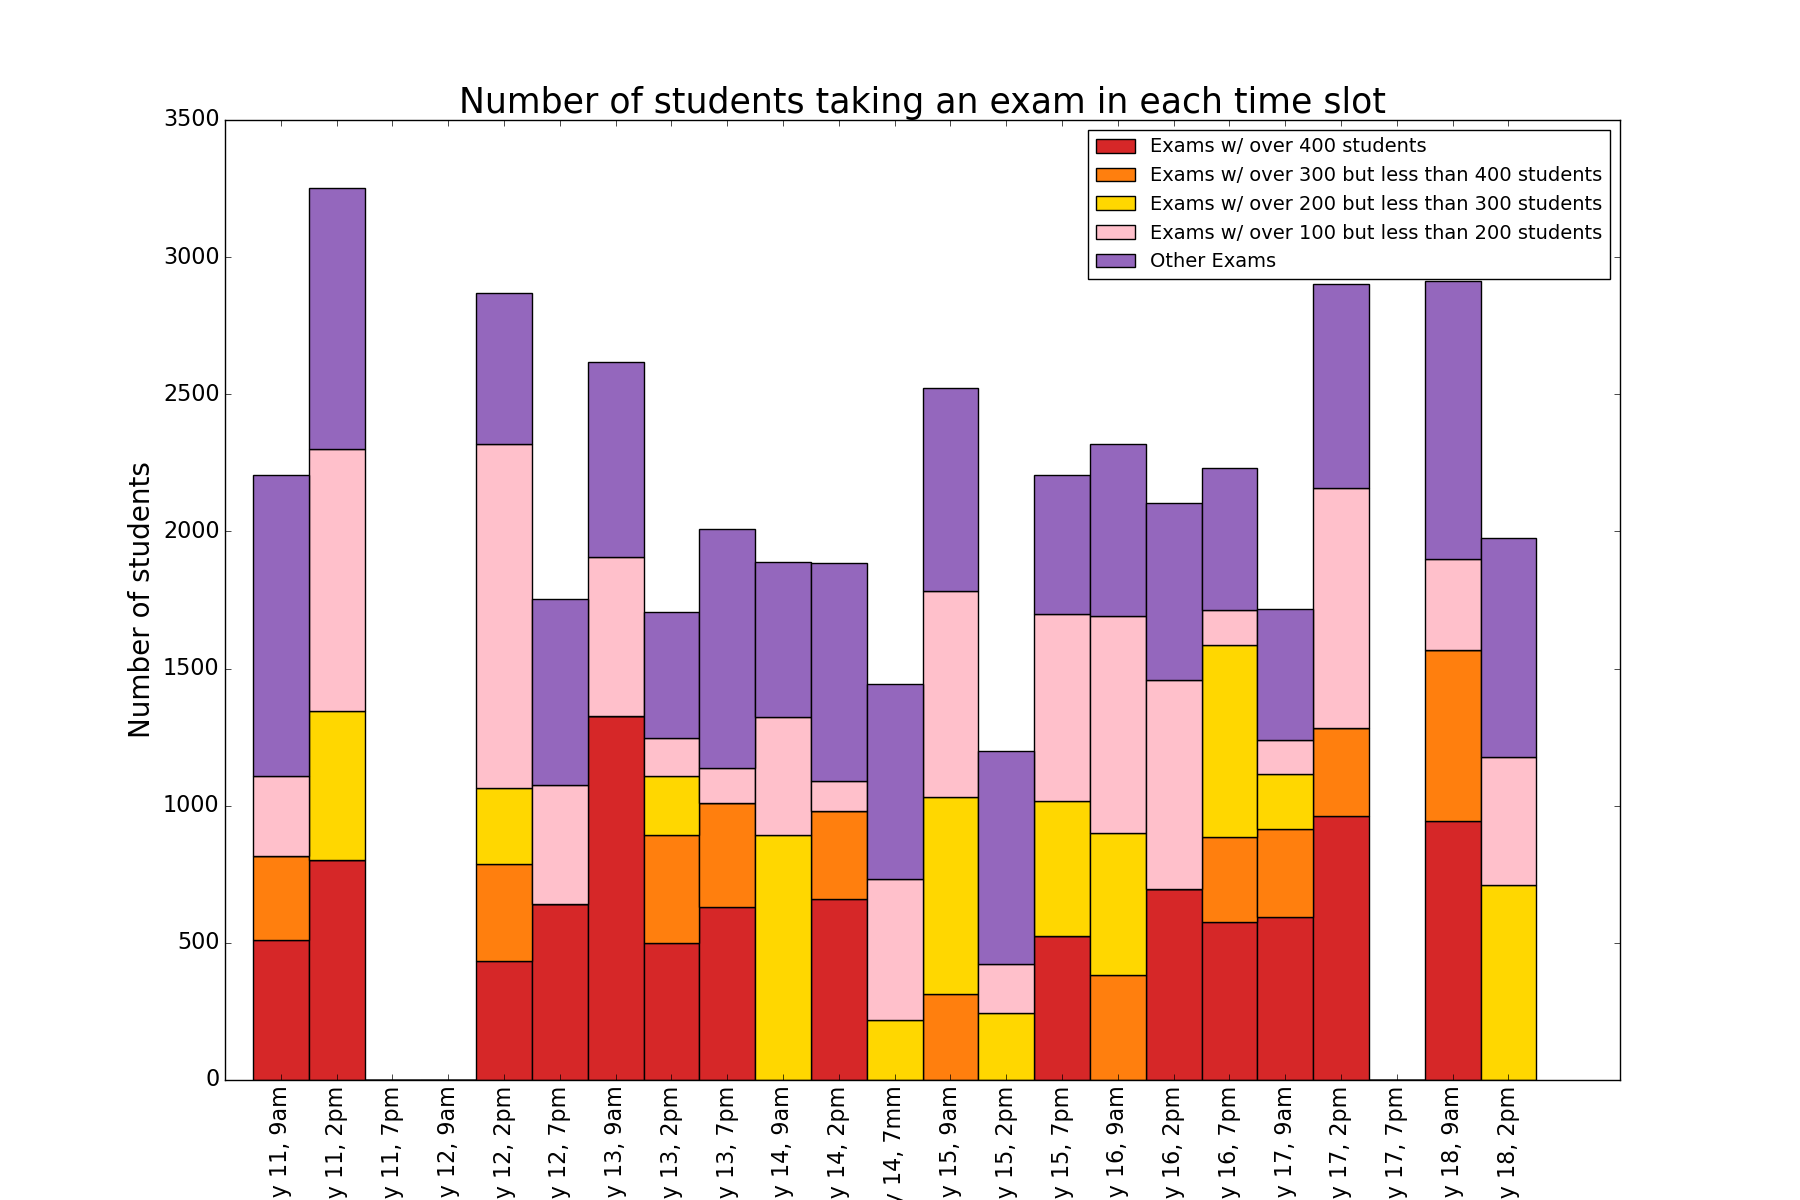 Number of students taking an exam in each time slot
Exams w/ over 400 students
Exams w/ over 300 but less than 400 students
Exams w/ over 200 but less than 300 students
Exams w/ over 100 but less than 200 students
Other Exams
3500
3000
2500
2000
1500
1000
500
0
Number of students
y 11, 9am
y 11, 2pm
y 11, 7pm
y 12, 9am
y 12, 2pm
y 12, 7pm
y 13, 9am
y 13, 2pm
y 13, 7pm
y 14, 9am
y 14, 2pm
y 14, 7mm
y 15, 9am
y 15, 2pm
y 15, 7pm
y 16, 9am
y 16, 2pm
y 16, 7pm
y 17, 9am
y 17, 2pm
y 17, 7pm
y 18, 9am
y 18, 2pm